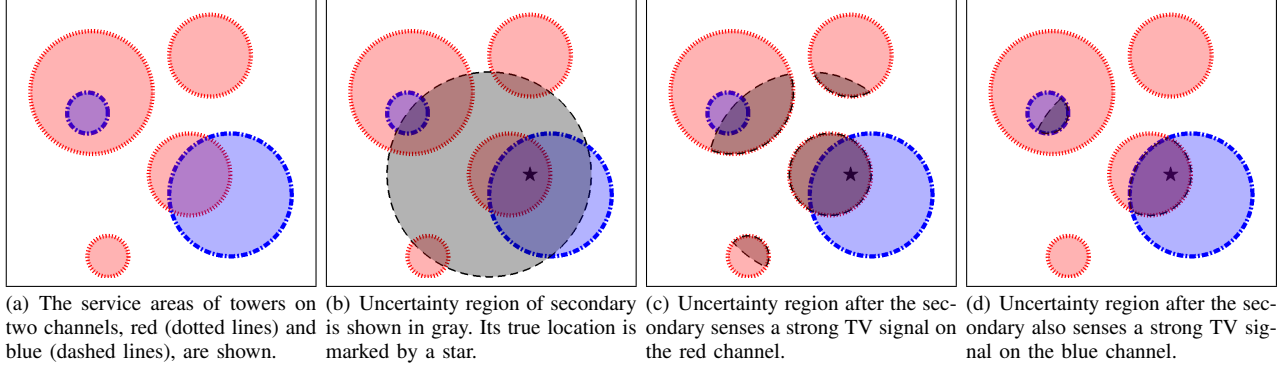 (a) The service areas of towers on
two channels, red (dotted lines) and
blue (dashed lines), are shown.
(b) Uncertainty region of secondary
is shown in gray. Its true location is
marked by a star.
(c) Uncertainty region after the sec-
ondary senses a strong TV signal on
the red channel.
(d) Uncertainty region after the sec-
ondary also senses a strong TV sig-
nal on the blue channel.